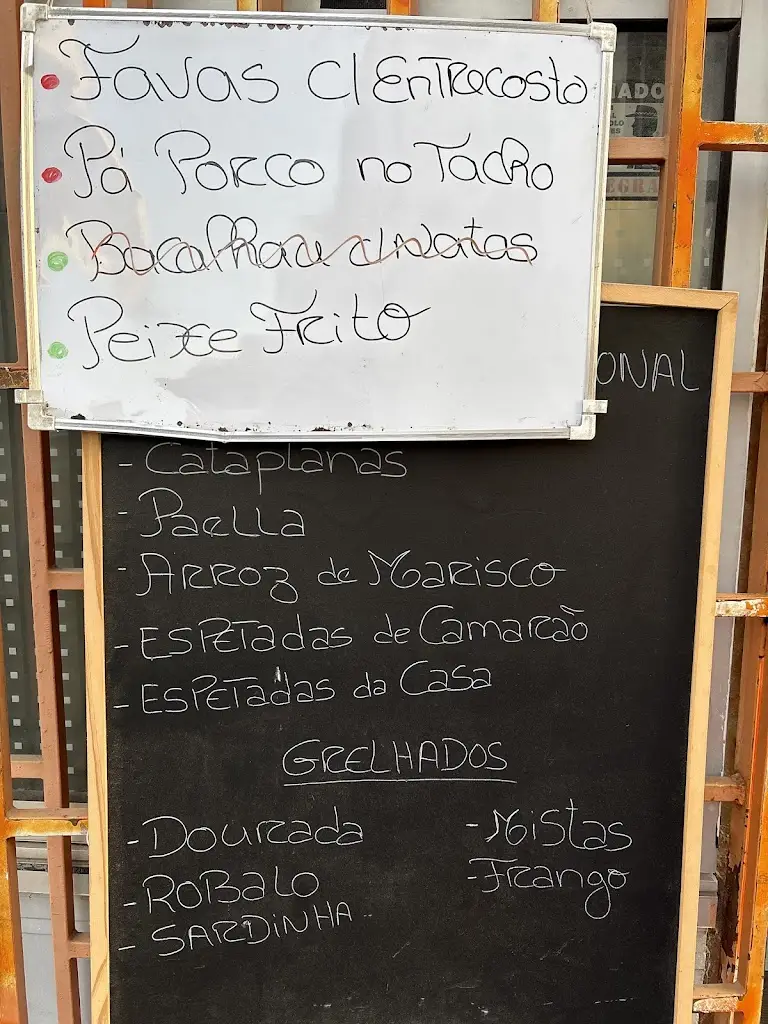 Favas c/ Entrecosto
Pá Porco no Tacho
Bacalhau c/ Natas
Peixe Frito
ONAL
- Cataplanas
- Paella
- Arroz de Marisco
- Espetadas de Camarão
- Espetadas da Casa
GRELHADOS
- Dourada
- Robalo
- SARDiNHA
- Mistas
- Frango